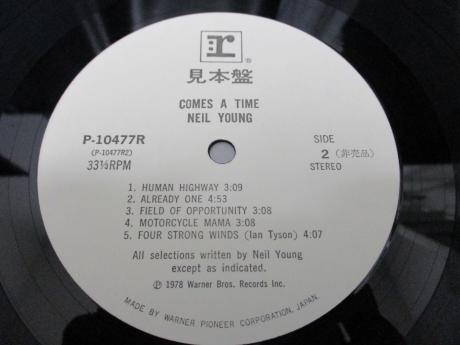 r
®
見本盤
COMES A TIME
NEIL YOUNG
P-10477R
(P-10477R2)
33⅓RPM
SIDE
2 (非売品)
STEREO
1. HUMAN HIGHWAY 3:09
2. ALREADY ONE 4:53
3. FIELD OF OPPORTUNITY 3:08
4. MOTORCYCLE MAMA 3:08
5. FOUR STRONG WINDS (Ian Tyson) 4:07
All selections written by Neil Young
except as indicated.
℗ 1978 Warner Bros. Records Inc.
MADE BY WARNER PIONEER CORPORATION, JAPAN.